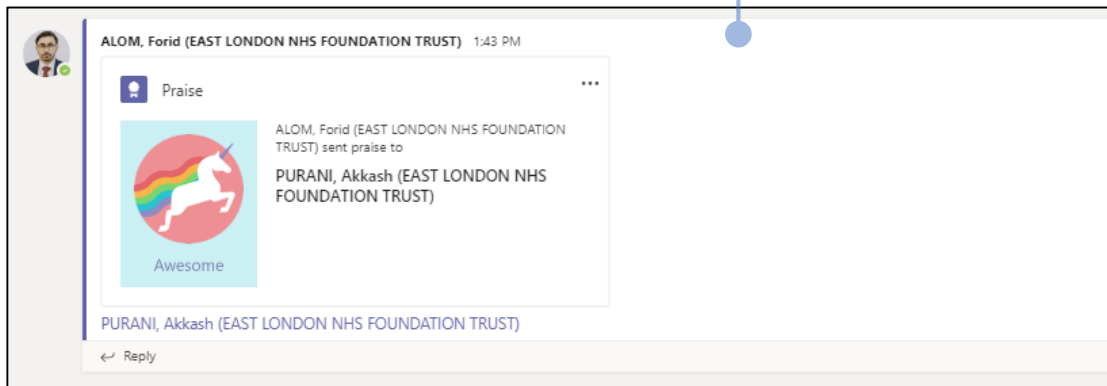 ALOM, Forid (EAST LONDON NHS FOUNDATION TRUST) 1:43 PM
Praise
ALOM, Forid (EAST LONDON NHS FOUNDATION
TRUST) sent praise to
PURANI, Akkash (EAST LONDON NHS
FOUNDATION TRUST)
Awesome
PURANI, Akkash (EAST LONDON NHS FOUNDATION TRUST)
Reply